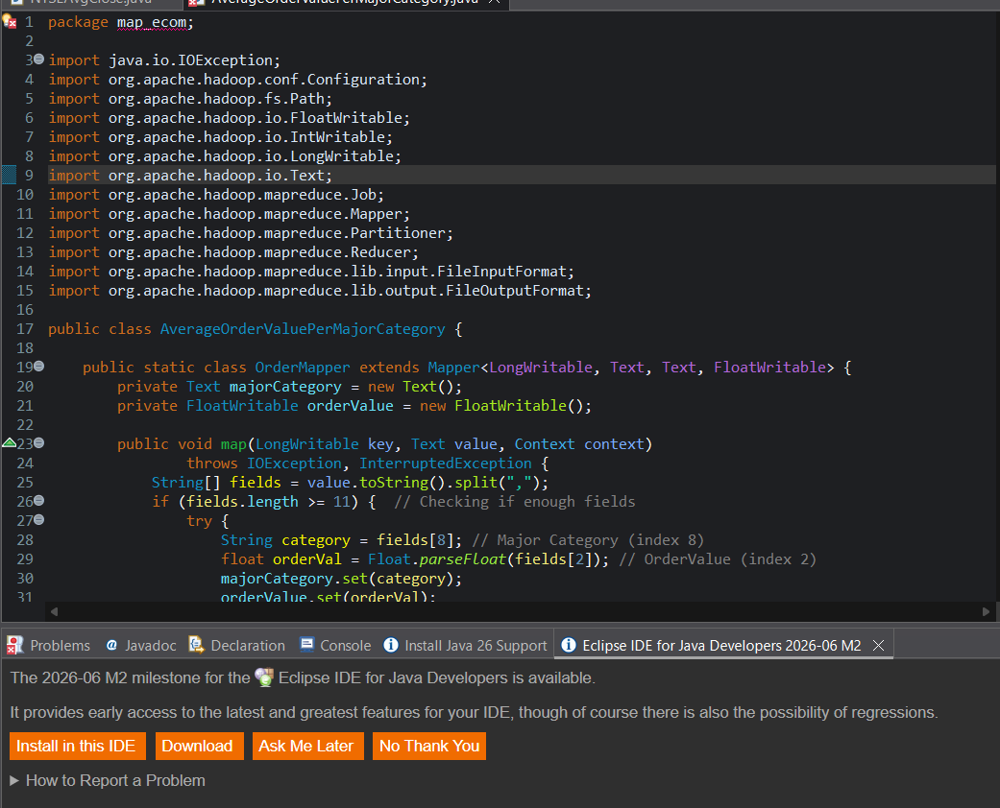 NYSEAvgClose.java AverageOrderValuePerMajorCategory.java
1 package map_ecom;
2
3 import java.io.IOException;
4 import org.apache.hadoop.conf.Configuration;
5 import org.apache.hadoop.fs.Path;
6 import org.apache.hadoop.io.FloatWritable;
7 import org.apache.hadoop.io.IntWritable;
8 import org.apache.hadoop.io.LongWritable;
9 import org.apache.hadoop.io.Text;
10 import org.apache.hadoop.mapreduce.Job;
11 import org.apache.hadoop.mapreduce.Mapper;
12 import org.apache.hadoop.mapreduce.Partitioner;
13 import org.apache.hadoop.mapreduce.Reducer;
14 import org.apache.hadoop.mapreduce.lib.input.FileInputFormat;
15 import org.apache.hadoop.mapreduce.lib.output.FileOutputFormat;
16
17 public class AverageOrderValuePerMajorCategory {
18
19 public static class OrderMapper extends Mapper<LongWritable, Text, Text, FloatWritable> {
20 private Text majorCategory = new Text();
21 private FloatWritable orderValue = new FloatWritable();
22
23 public void map(LongWritable key, Text value, Context context)
24 throws IOException, InterruptedException {
25 String[] fields = value.toString().split(",");
26 if (fields.length >= 11) { // Checking if enough fields
27 try {
28 String category = fields[8]; // Major Category (index 8)
29 float orderVal = Float.parseFloat(fields[2]); // OrderValue (index 2)
30 majorCategory.set(category);
31 orderValue.set(orderVal);
Problems @ Javadoc Declaration Console Install Java 26 Support Eclipse IDE for Java Developers 2026-06 M2
The 2026-06 M2 milestone for the Eclipse IDE for Java Developers is available.
It provides early access to the latest and greatest features for your IDE, though of course there is also the possibility of regressions.
Install in this IDE Download Ask Me Later No Thank You
How to Report a Problem